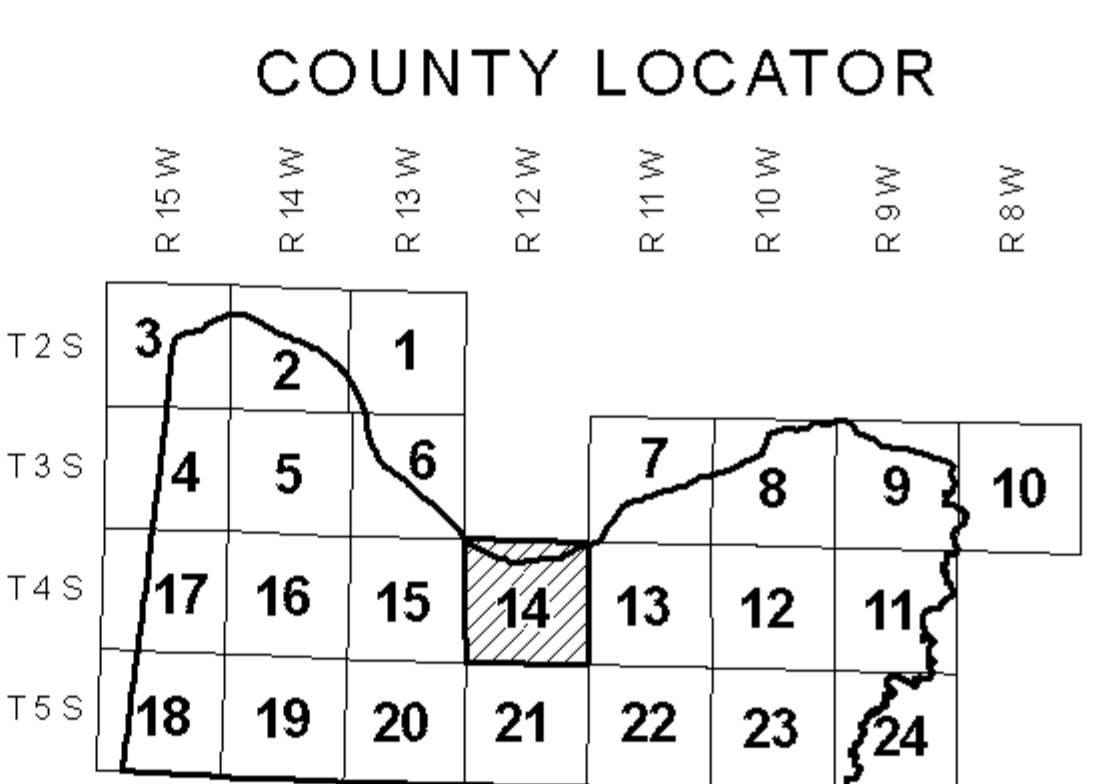 COUNTY LOCATOR
R 15 W R 14 W R 13 W R 12 W R 11 W R 10 W R 9 W R 8 W
T 2 S 3 2 1
T 3 S 4 5 6 7 8 9 10
T 4 S 17 16 15 14 13 12 11
T 5 S 18 19 20 21 22 23 24